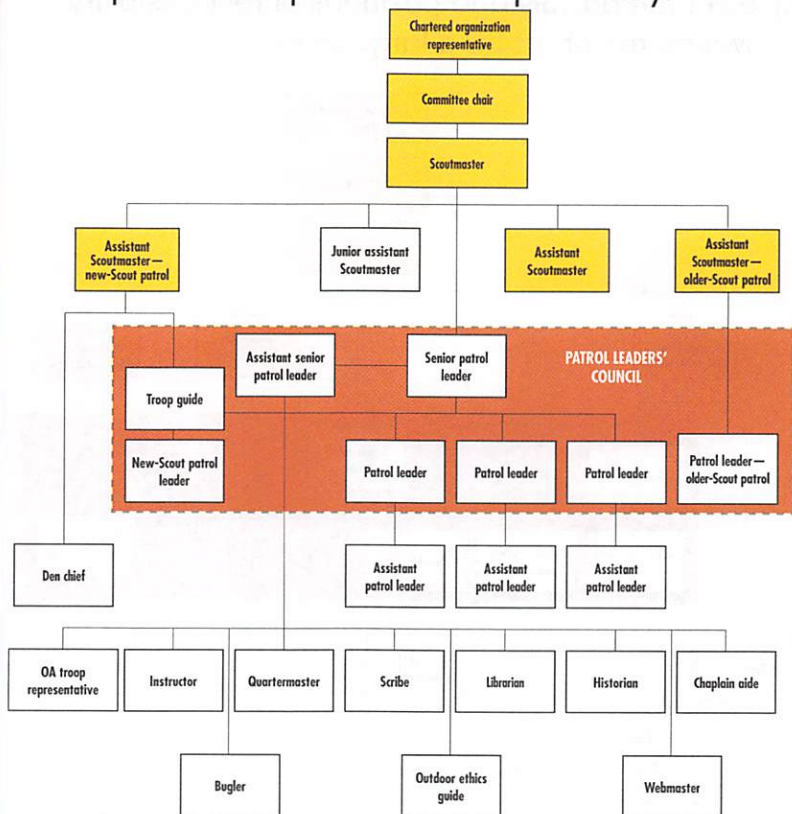 Chartered organization
representative
Committee chair
Scoutmaster
Assistant
Scoutmaster—
new-Scout patrol
Junior assistant
Scoutmaster
Assistant
Scoutmaster
Assistant
Scoutmaster—
older-Scout patrol
Assistant senior
patrol leader
Senior patrol
leader
PATROL LEADERS'
COUNCIL
Troop guide
New-Scout patrol
leader
Patrol leader
Patrol leader
Patrol leader
Patrol leader—
older-Scout patrol
Den chief
Assistant
patrol leader
Assistant
patrol leader
Assistant
patrol leader
OA troop
representative
Instructor
Quartermaster
Scribe
Librarian
Historian
Chaplain aide
Bugler
Outdoor ethics
guide
Webmaster